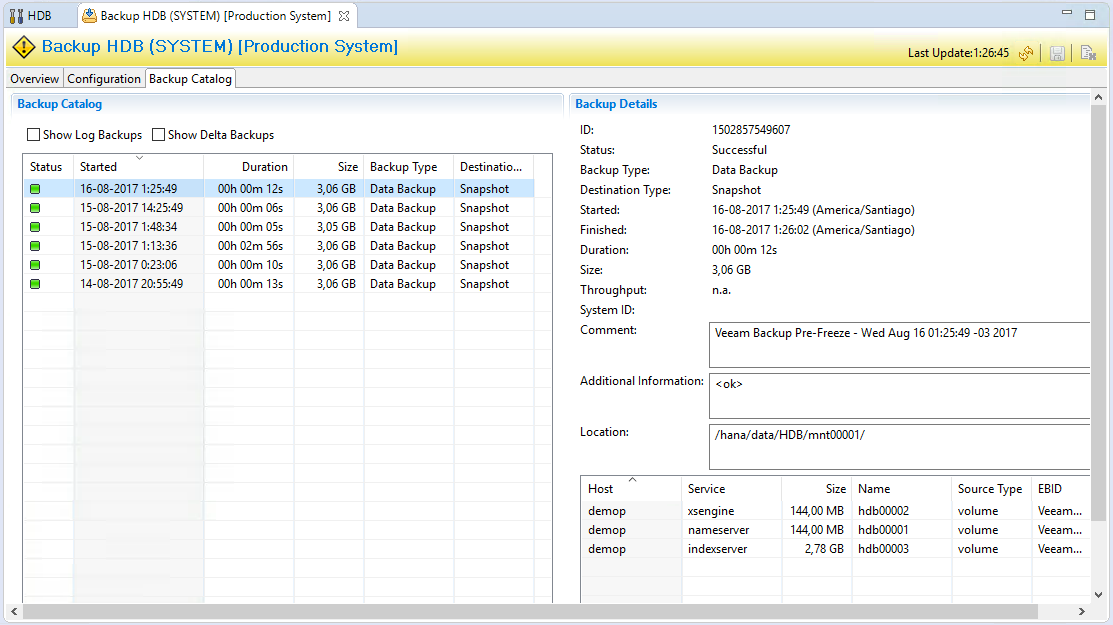 HDB
Backup HDB (SYSTEM) [Production System]
Backup HDB (SYSTEM) [Production System]
Last Update:1:26:45
Overview Configuration Backup Catalog
Backup Catalog
Show Log Backups Show Delta Backups
Status Started Duration Size Backup Type Destinatio...
16-08-2017 1:25:49 00h 00m 12s 3,06 GB Data Backup Snapshot
15-08-2017 14:25:49 00h 00m 06s 3,06 GB Data Backup Snapshot
15-08-2017 1:48:34 00h 00m 05s 3,05 GB Data Backup Snapshot
15-08-2017 1:13:36 00h 02m 56s 3,06 GB Data Backup Snapshot
15-08-2017 0:23:06 00h 00m 10s 3,06 GB Data Backup Snapshot
14-08-2017 20:55:49 00h 00m 13s 3,06 GB Data Backup Snapshot
Backup Details
ID: 1502857549607
Status: Successful
Backup Type: Data Backup
Destination Type: Snapshot
Started: 16-08-2017 1:25:49 (America/Santiago)
Finished: 16-08-2017 1:26:02 (America/Santiago)
Duration: 00h 00m 12s
Size: 3,06 GB
Throughput: n.a.
System ID:
Comment: Veeam Backup Pre-Freeze - Wed Aug 16 01:25:49 -03 2017
Additional Information: <ok>
Location: /hana/data/HDB/mnt00001/
Host Service Size Name Source Type EBID
demop xsengine 144,00 MB hdb00002 volume Veeam...
demop nameserver 144,00 MB hdb00001 volume Veeam...
demop indexserver 2,78 GB hdb00003 volume Veeam...